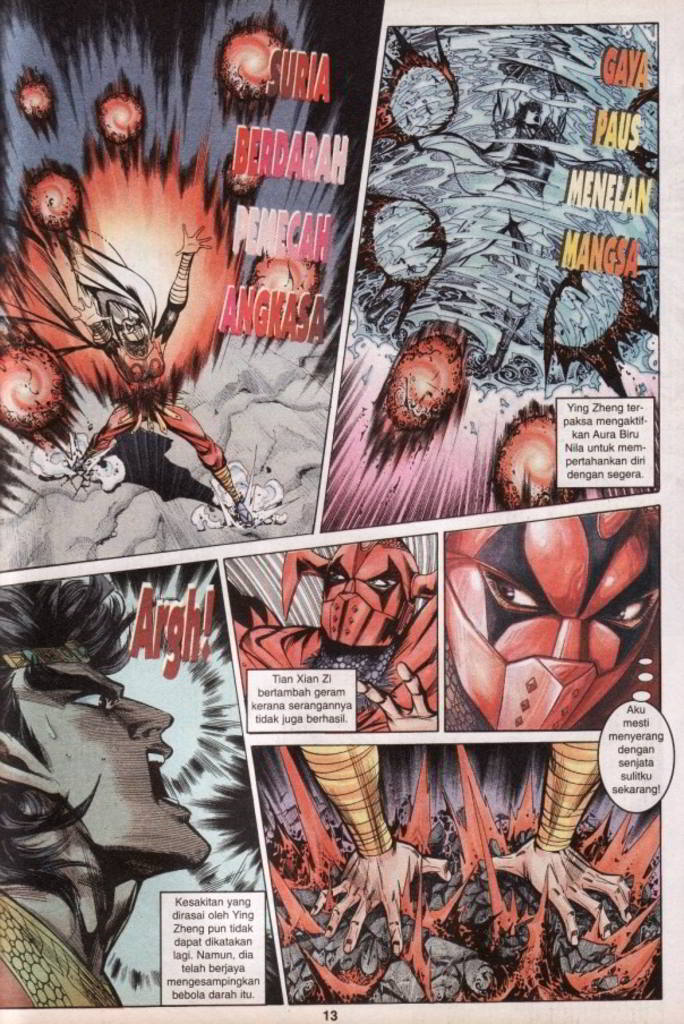 SURIA
BERDARAH
PEMECAH
ANGKASA
GAYA
PAUS
MENELAN
MANGSA
Ying Zheng ter-
paksa mengaktif-
kan Aura Biru
Nila untuk mem-
pertahankan diri
dengan segera.
Argh!
Kesakitan yang
dirasai oleh Ying
Zheng pun tidak
dapat dikatakan
lagi. Namun, dia
telah berjaya
mengesampingkan
bebola darah itu.
Tian Xian Zi
bertambah geram
kerana serangannya
tidak juga berhasil.
Aku
mesti
menyerang
dengan
senjata
sulitku
sekarang!
13